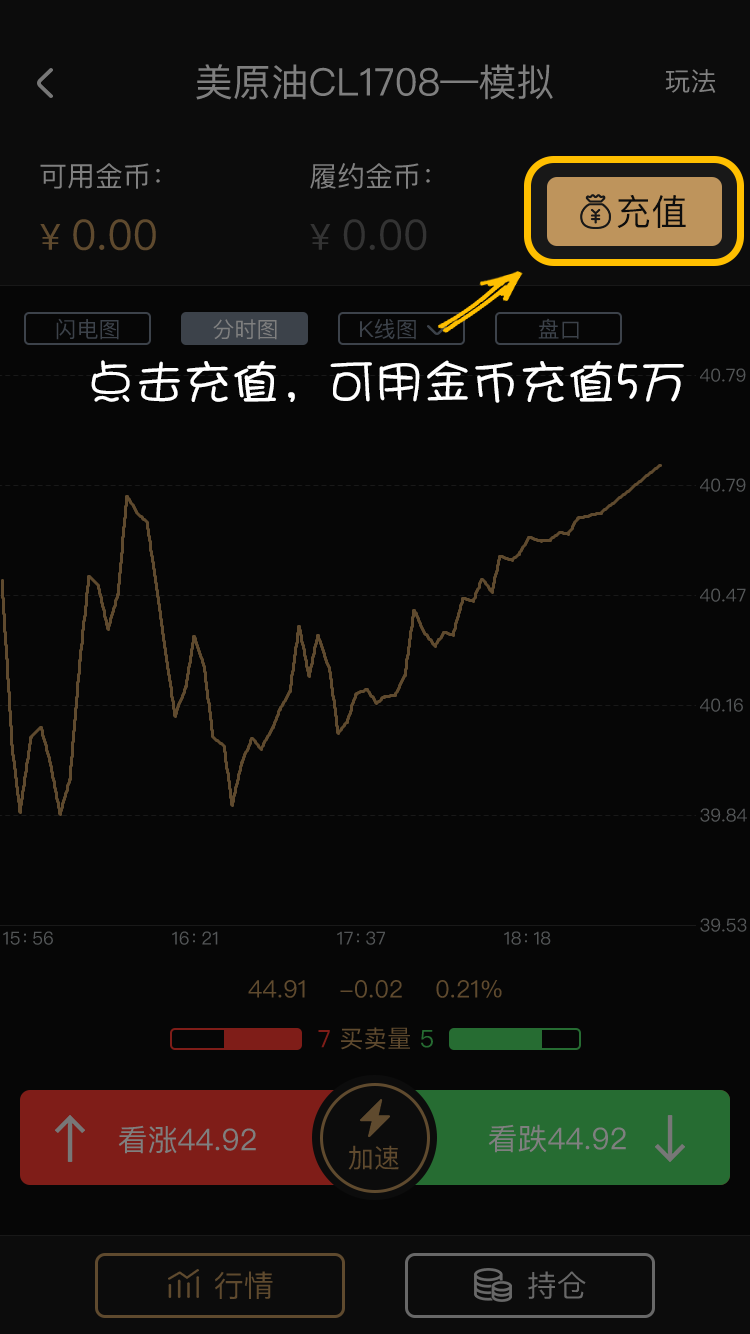 美原油CL1708—模拟
玩法
可用金币：
履约金币：
¥ 0.00
¥ 0.00
充值
闪电图
分时图
K线图
盘口
点击充值，可用金币充值5万
40.79
40.79
40.47
40.16
39.84
39.53
15:56
16:21
17:37
18:18
44.91 −0.02 0.21%
7 买卖量 5
看涨44.92
加速
看跌44.92
行情
持仓